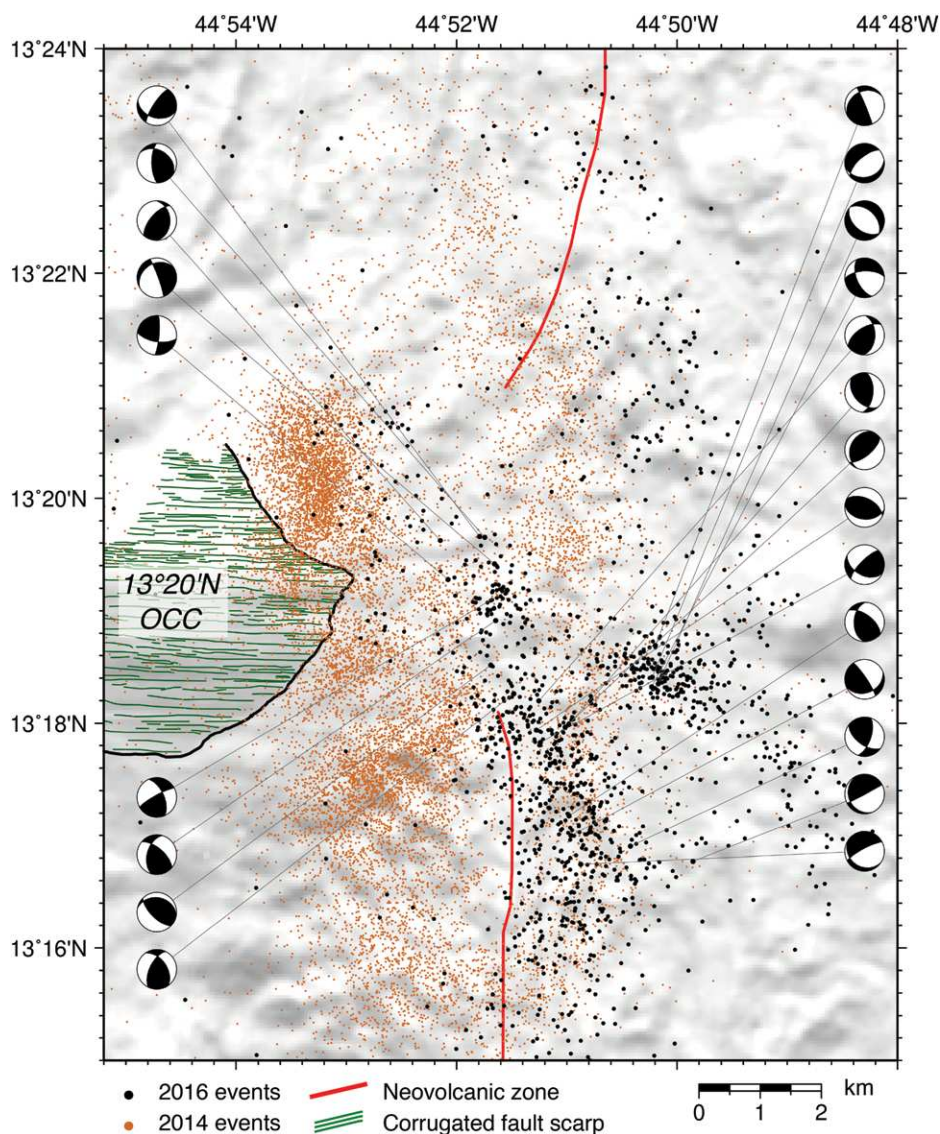 44°54'W 44°52'W 44°50'W 44°48'W
13°24'N
13°22'N
13°20'N
13°20'N
OCC
13°18'N
13°16'N
2016 events Neovolcanic zone km
0 1 2
2014 events Corrugated fault scarp